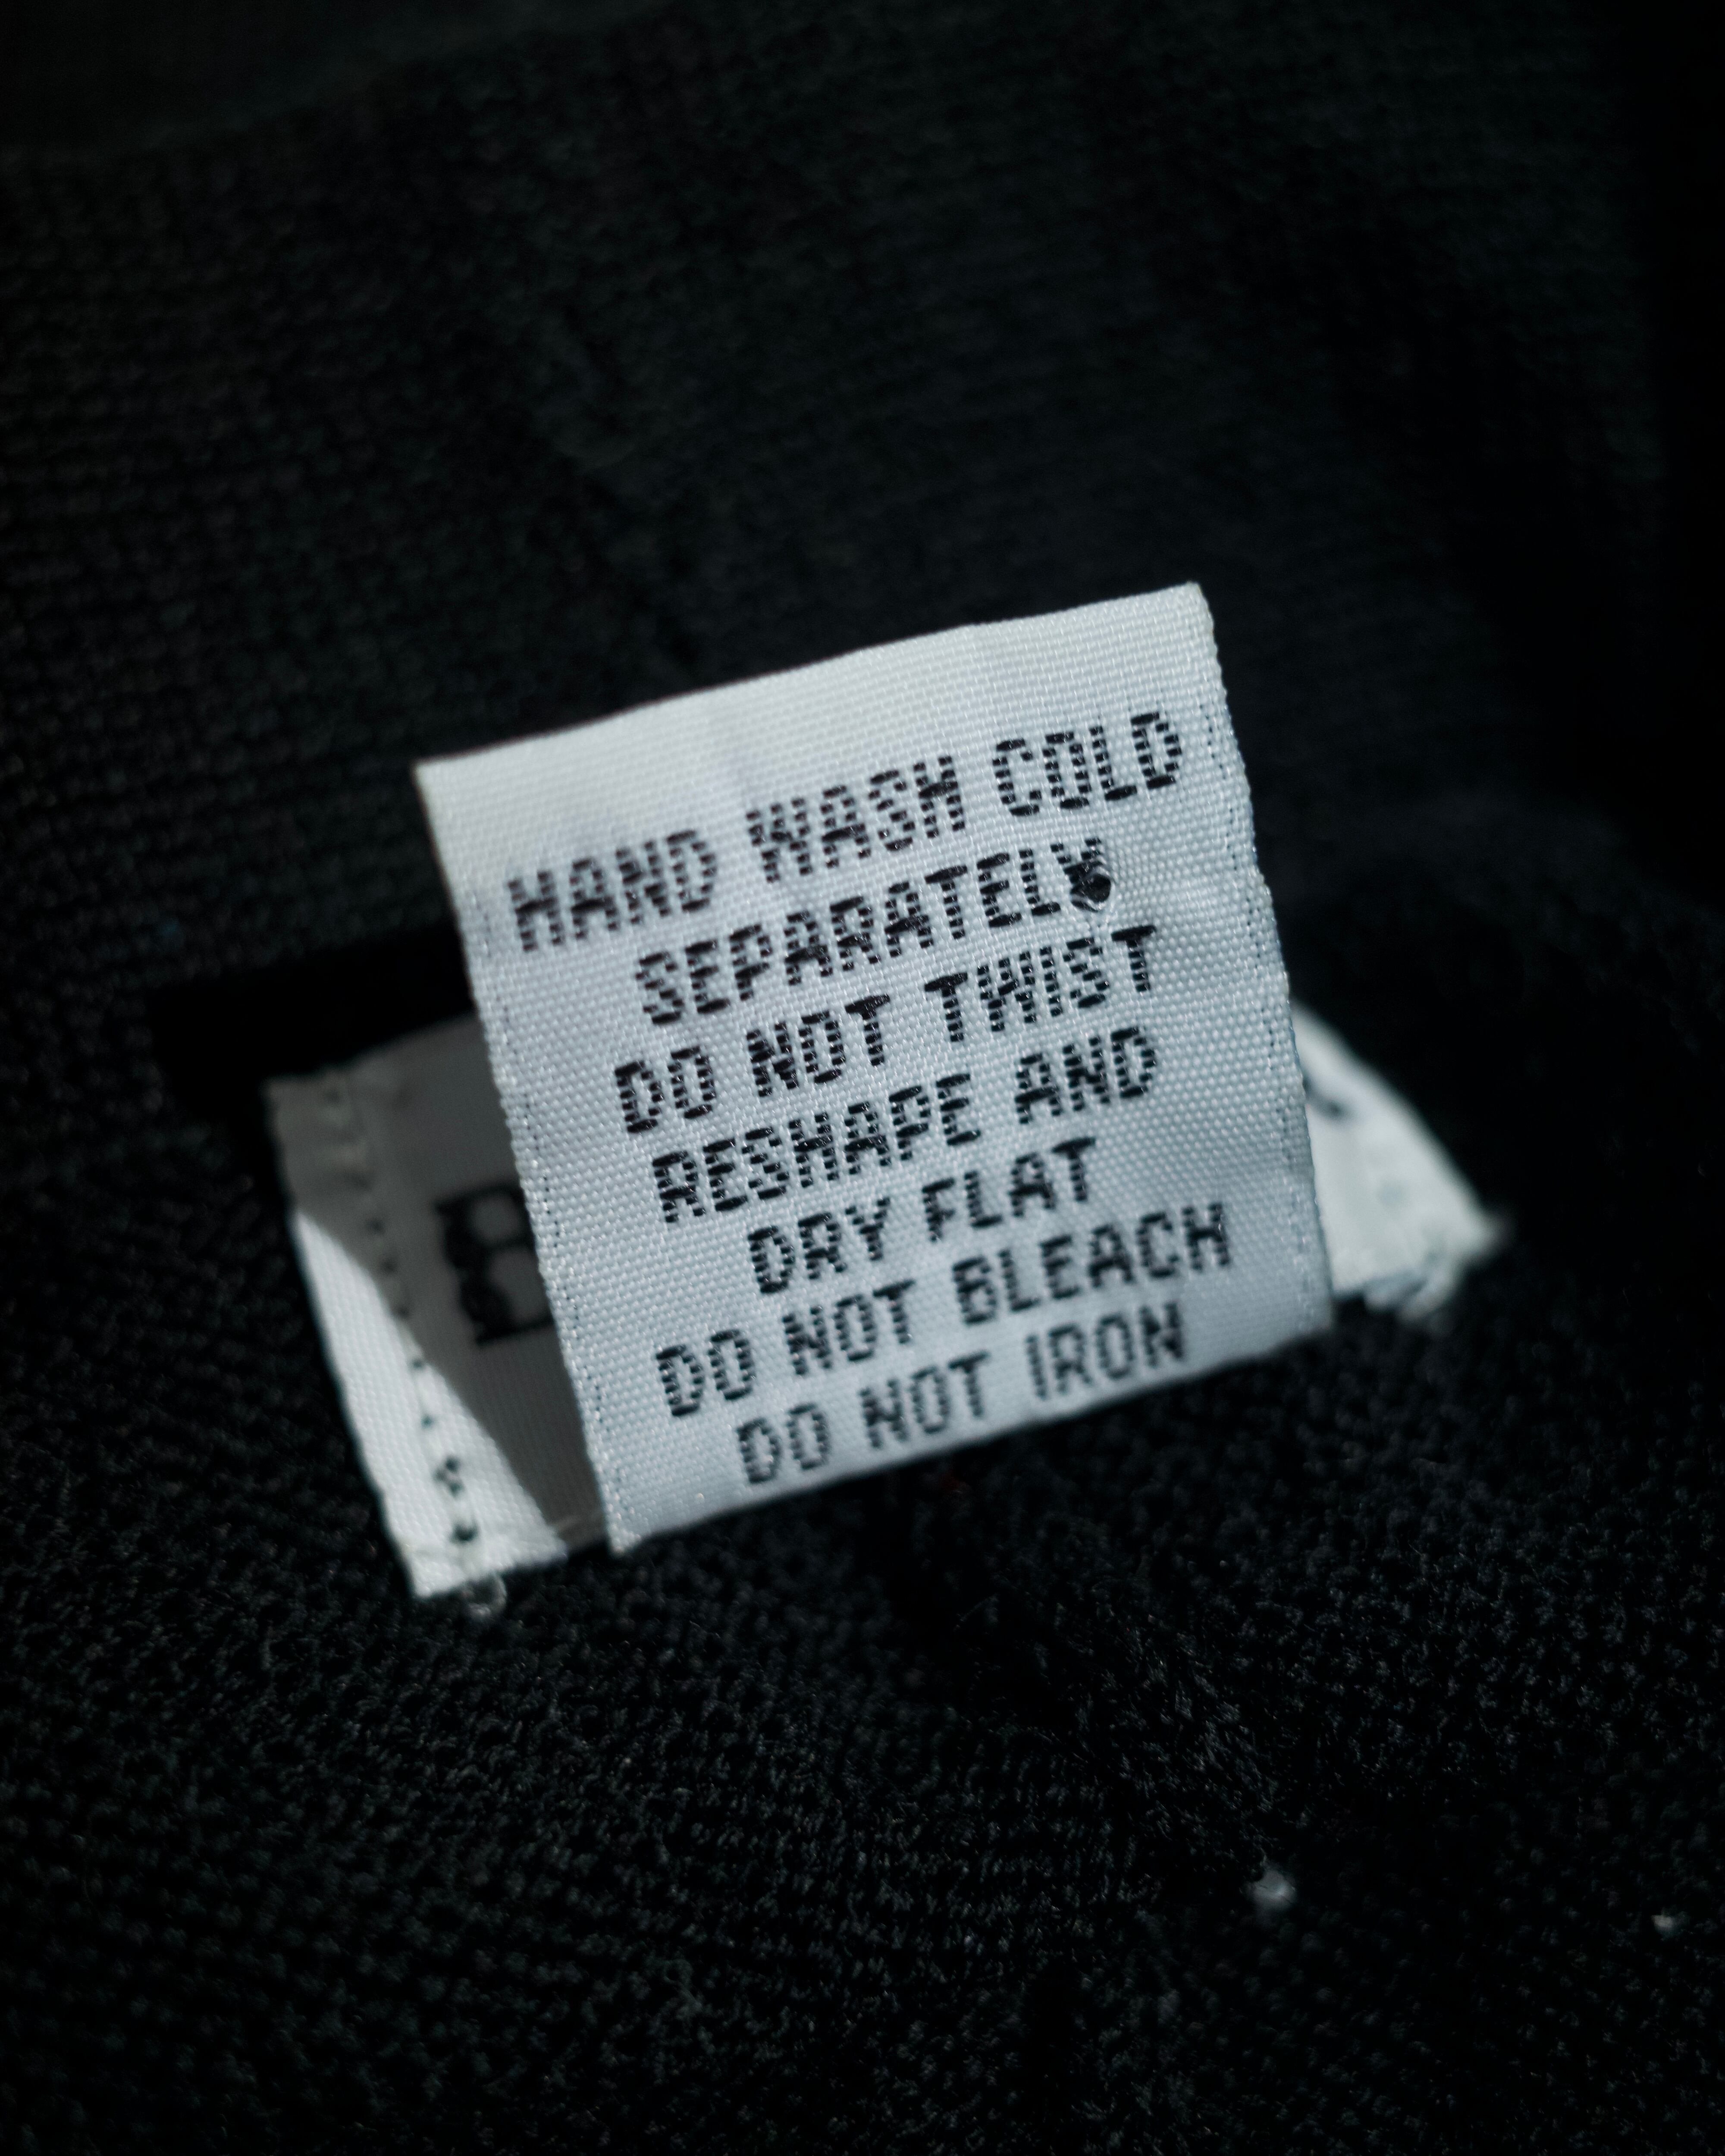 HAND WASH COLD
SEPARATELY
DO NOT TWIST
RESHAPE AND
DRY FLAT
DO NOT BLEACH
DO NOT IRON